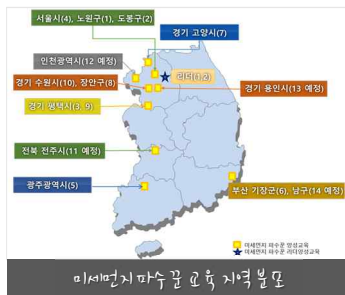 서울시(4), 노원구(1), 도봉구(2)
경기 고양시(7)
인천광역시(12 예정)
리더(1,2)
경기 수원시(10), 장안구(8)
경기 용인시(13 예정)
경기 평택시(3, 9)
전북 전주시(11 예정)
광주광역시(5)
부산 기장군(6), 남구(14 예정)
미세먼지 파수꾼 양성교육
미세먼지 파수꾼 리더양성교육
미세먼지 파수꾼 교육 지역 분포